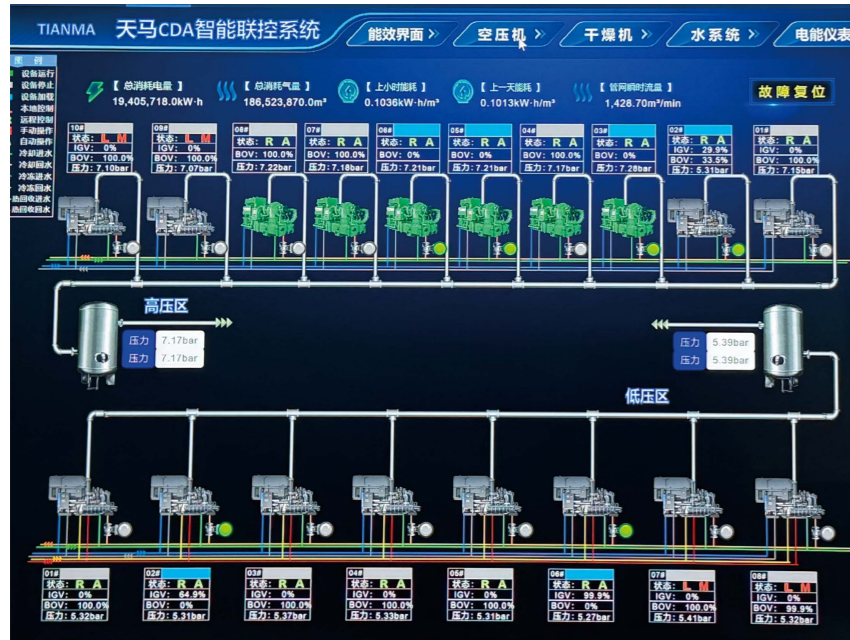 TIANMA 天马CDA智能联控系统
能效界面 空压机 干燥机 水系统 电能仪表
图 例
设备运行
设备停止
设备加载
本地控制
远程控制
手动操作
自动操作
冷却进水
冷却回水
冷冻进水
冷冻回水
热回收进水
热回收回水
【 总消耗电量 】
19,405,718.0kW·h
【 总消耗气量 】
186,523,870.0m³
【 上小时能耗 】
0.1036kW·h/m³
【 上一天能耗 】
0.1013kW·h/m³
【 管网瞬时流量 】
1,428.70m³/min
故障复位
10#
状态: L M
IGV: 0%
BOV: 100.0%
压力: 7.10bar
09#
状态: L M
IGV: 0%
BOV: 100.0%
压力: 7.07bar
08#
状态: R A
BOV: 100.0%
压力: 7.22bar
07#
状态: R A
BOV: 100.0%
压力: 7.18bar
06#
状态: R A
BOV: 0%
压力: 7.21bar
05#
状态: R A
BOV: 0%
压力: 7.21bar
04#
状态: R A
BOV: 100.0%
压力: 7.17bar
03#
状态: R A
BOV: 0%
压力: 7.28bar
02#
状态: R A
IGV: 29.9%
BOV: 33.5%
压力: 5.31bar
01#
状态: R A
IGV: 0%
BOV: 100.0%
压力: 7.15bar
高压区
压力 7.17bar
压力 7.17bar
压力 5.39bar
压力 5.39bar
低压区
01#
状态: R A
IGV: 0%
BOV: 100.0%
压力: 5.32bar
02#
状态: R A
IGV: 64.9%
BOV: 0%
压力: 5.31bar
03#
状态: R A
IGV: 0%
BOV: 100.0%
压力: 5.37bar
04#
状态: R A
IGV: 0%
BOV: 100.0%
压力: 5.33bar
05#
状态: R A
IGV: 0%
BOV: 100.0%
压力: 5.31bar
06#
状态: R A
IGV: 99.9%
BOV: 0%
压力: 5.27bar
07#
状态: L M
IGV: 0%
BOV: 100.0%
压力: 5.41bar
08#
状态: L M
IGV: 0%
BOV: 99.9%
压力: 5.32bar